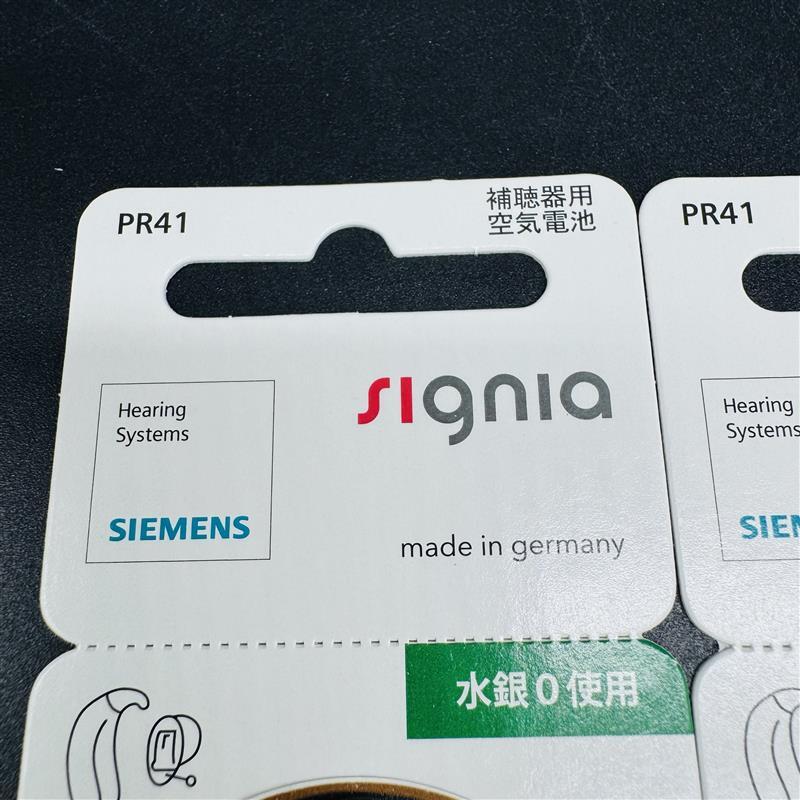 PR41
補聴器用
空気電池
signia
Hearing
Systems
SIEMENS
made in germany
水銀0使用
PR41
Hearing
Systems